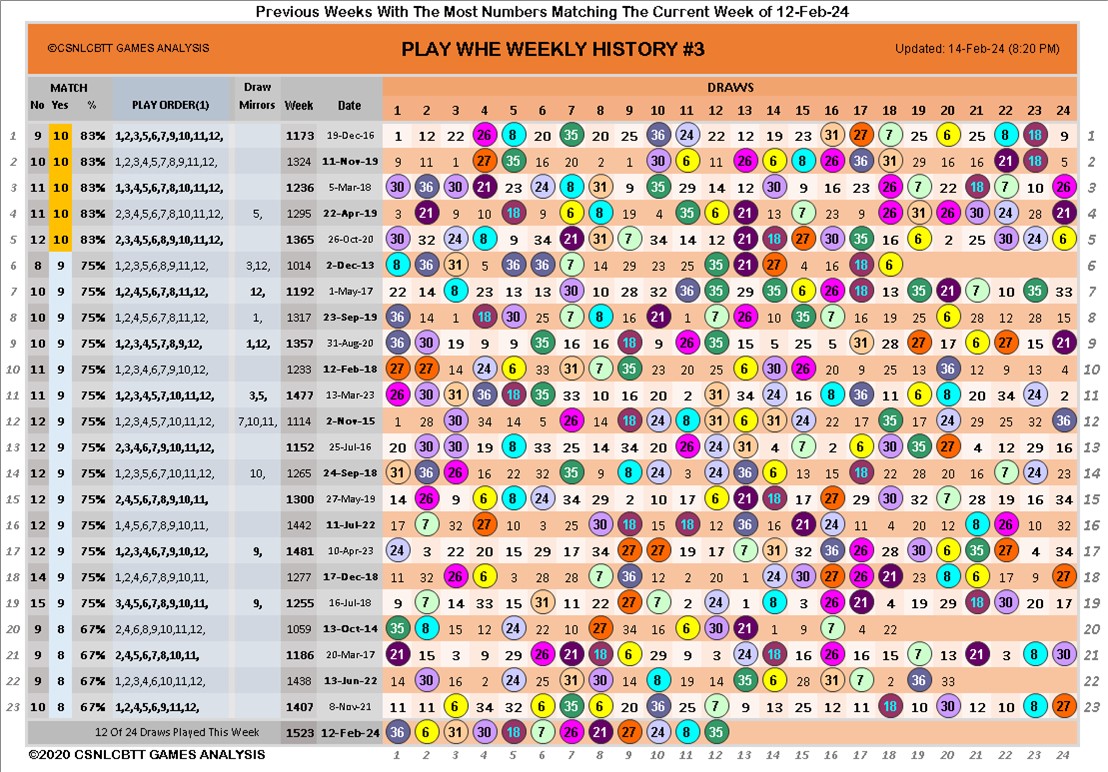 Previous Weeks With The Most Numbers Matching The Current Week of 12-Feb-24
©CSNLCBTT GAMES ANALYSIS PLAY WHE WEEKLY HISTORY #3 Updated: 14-Feb-24 (8:20 PM)
MATCH Draw DRAWS
No Yes % PLAY ORDER(1) Mirrors Week Date 1 2 3 4 5 6 7 8 9 10 11 12 13 14 15 16 17 18 19 20 21 22 23 24
1 9 10 83% 1,2,3,5,6,7,9,10,11,12, 1173 19-Dec-16 1 12 22 26 8 20 35 20 25 36 24 22 12 19 23 31 27 7 25 6 25 8 18 9 1
2 10 10 83% 1,2,3,4,5,7,8,9,11,12, 1324 11-Nov-19 9 11 1 27 35 16 20 2 1 30 6 11 26 6 8 26 36 31 29 16 16 21 18 5 2
3 11 10 83% 1,3,4,5,6,7,8,10,11,12, 1236 5-Mar-18 30 36 30 21 23 24 8 31 9 35 29 14 12 30 9 16 23 26 7 22 18 7 10 26 3
4 11 10 83% 2,3,4,5,6,7,8,10,11,12, 5, 1295 22-Apr-19 3 21 9 10 18 9 6 8 19 4 35 6 21 15 7 23 9 26 31 26 30 24 28 21 4
5 12 10 83% 2,3,4,5,6,8,9,10,11,12, 1365 26-Oct-20 30 32 24 8 9 34 21 31 7 34 14 12 21 18 27 30 35 16 6 2 25 30 24 6 5
6 8 9 75% 1,2,3,5,6,8,9,11,12, 3,12, 1014 2-Dec-13 8 36 31 5 36 36 7 14 29 23 25 35 21 27 4 16 18 6 6
7 10 9 75% 1,2,4,5,6,7,8,11,12, 12, 1192 1-May-17 22 14 8 23 13 13 30 10 28 32 36 35 29 35 6 26 18 13 35 21 7 10 35 33 7
8 10 9 75% 1,2,4,5,6,7,8,11,12, 1, 1317 23-Sep-19 36 14 1 18 30 25 7 8 10 21 1 7 26 10 35 7 16 28 19 6 28 12 28 15 8
9 10 9 75% 1,2,3,4,5,7,8,9,12, 1,12, 1357 31-Aug-20 36 30 19 9 9 35 16 16 18 9 26 35 15 5 25 5 31 28 27 9 6 27 15 21 9
10 11 9 75% 1,2,3,4,5,6,7,9,12, 1233 12-Feb-18 27 27 14 24 6 33 31 7 35 23 20 25 6 30 26 20 9 25 13 36 12 9 13 4 10
11 11 9 75% 1,2,3,4,5,7,10,11,12, 3,5, 1477 13-Mar-23 26 30 31 36 18 35 33 10 16 20 2 31 34 24 16 8 36 11 6 8 20 34 24 2 11
12 12 9 75% 1,2,3,4,5,7,10,11,12, 7,10,11, 1114 2-Nov-15 1 28 30 34 14 5 26 9 18 24 8 31 6 31 24 22 7 35 17 24 29 25 32 36 12
13 12 9 75% 2,3,4,6,7,9,10,11,12, 1152 25-Jul-16 20 30 30 19 8 33 25 14 34 20 26 24 31 4 7 2 6 30 35 27 4 12 29 16 13
14 12 9 75% 1,2,3,5,6,7,10,11,12, 10, 1265 24-Sep-18 31 36 26 16 22 32 35 9 8 24 3 24 36 6 13 15 18 28 22 20 16 7 24 23 14
15 12 9 75% 2,4,5,6,7,8,9,10,11, 1300 27-May-19 14 26 9 6 8 24 34 29 2 10 17 6 21 18 17 27 29 30 32 7 28 19 16 34 15
16 12 9 75% 1,4,5,6,7,8,9,10,11, 1442 11-Jul-22 17 7 32 27 10 3 25 30 18 15 18 12 36 15 21 24 11 4 20 12 8 26 10 32 16
17 12 9 75% 1,2,3,4,6,7,9,10,12, 9, 1481 10-Apr-23 24 3 22 20 15 29 17 34 27 27 19 17 7 31 32 36 26 28 30 6 35 27 4 34 17
18 14 9 75% 1,2,4,6,7,8,9,10,11, 1277 17-Dec-18 11 32 26 6 3 28 28 7 36 12 2 20 1 24 30 27 26 21 23 8 6 17 9 27 18
19 15 9 75% 3,4,5,6,7,8,9,10,11, 9, 1255 16-Jul-18 9 7 14 33 15 31 11 22 27 7 2 24 1 8 3 26 21 4 19 29 18 30 20 17 19
20 9 8 67% 2,4,6,8,9,10,11,12, 1059 13-Oct-14 35 8 15 12 24 22 10 27 34 16 6 30 21 1 9 7 4 22 20
21 9 8 67% 2,4,5,6,7,8,10,11, 1186 20-Mar-17 21 15 3 9 29 26 21 18 6 29 9 3 24 18 16 26 16 15 7 13 21 3 8 30 21
22 9 8 67% 1,2,3,4,6,10,11,12, 1438 13-Jun-22 14 30 16 2 24 25 31 30 14 8 19 14 35 6 28 31 7 2 36 33 22
23 10 8 67% 1,2,4,5,6,9,11,12, 1407 8-Nov-21 11 11 6 34 32 6 35 6 20 36 25 7 9 13 25 12 11 18 10 30 12 10 8 27 23
12 Of 24 Draws Played This Week 1523 12-Feb-24 36 6 31 30 18 7 26 21 27 24 8 35
©2020 CSNLCBTT GAMES ANALYSIS 1 2 3 4 5 6 7 8 9 10 11 12 13 14 15 16 17 18 19 20 21 22 23 24